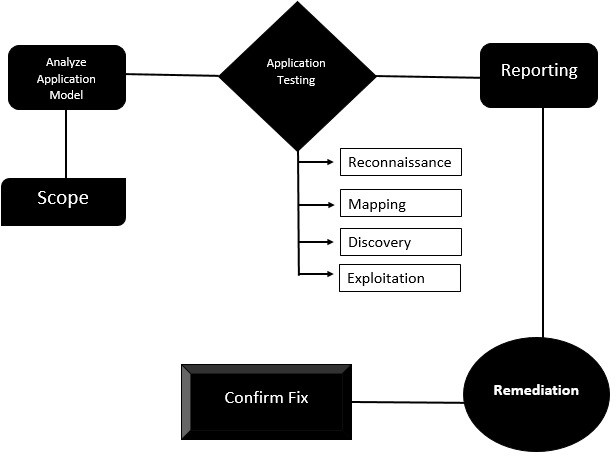 Analyze
Application
Model
Application
Testing
Reporting
Scope
Reconnaissance
Mapping
Discovery
Exploitation
Confirm Fix
Remediation